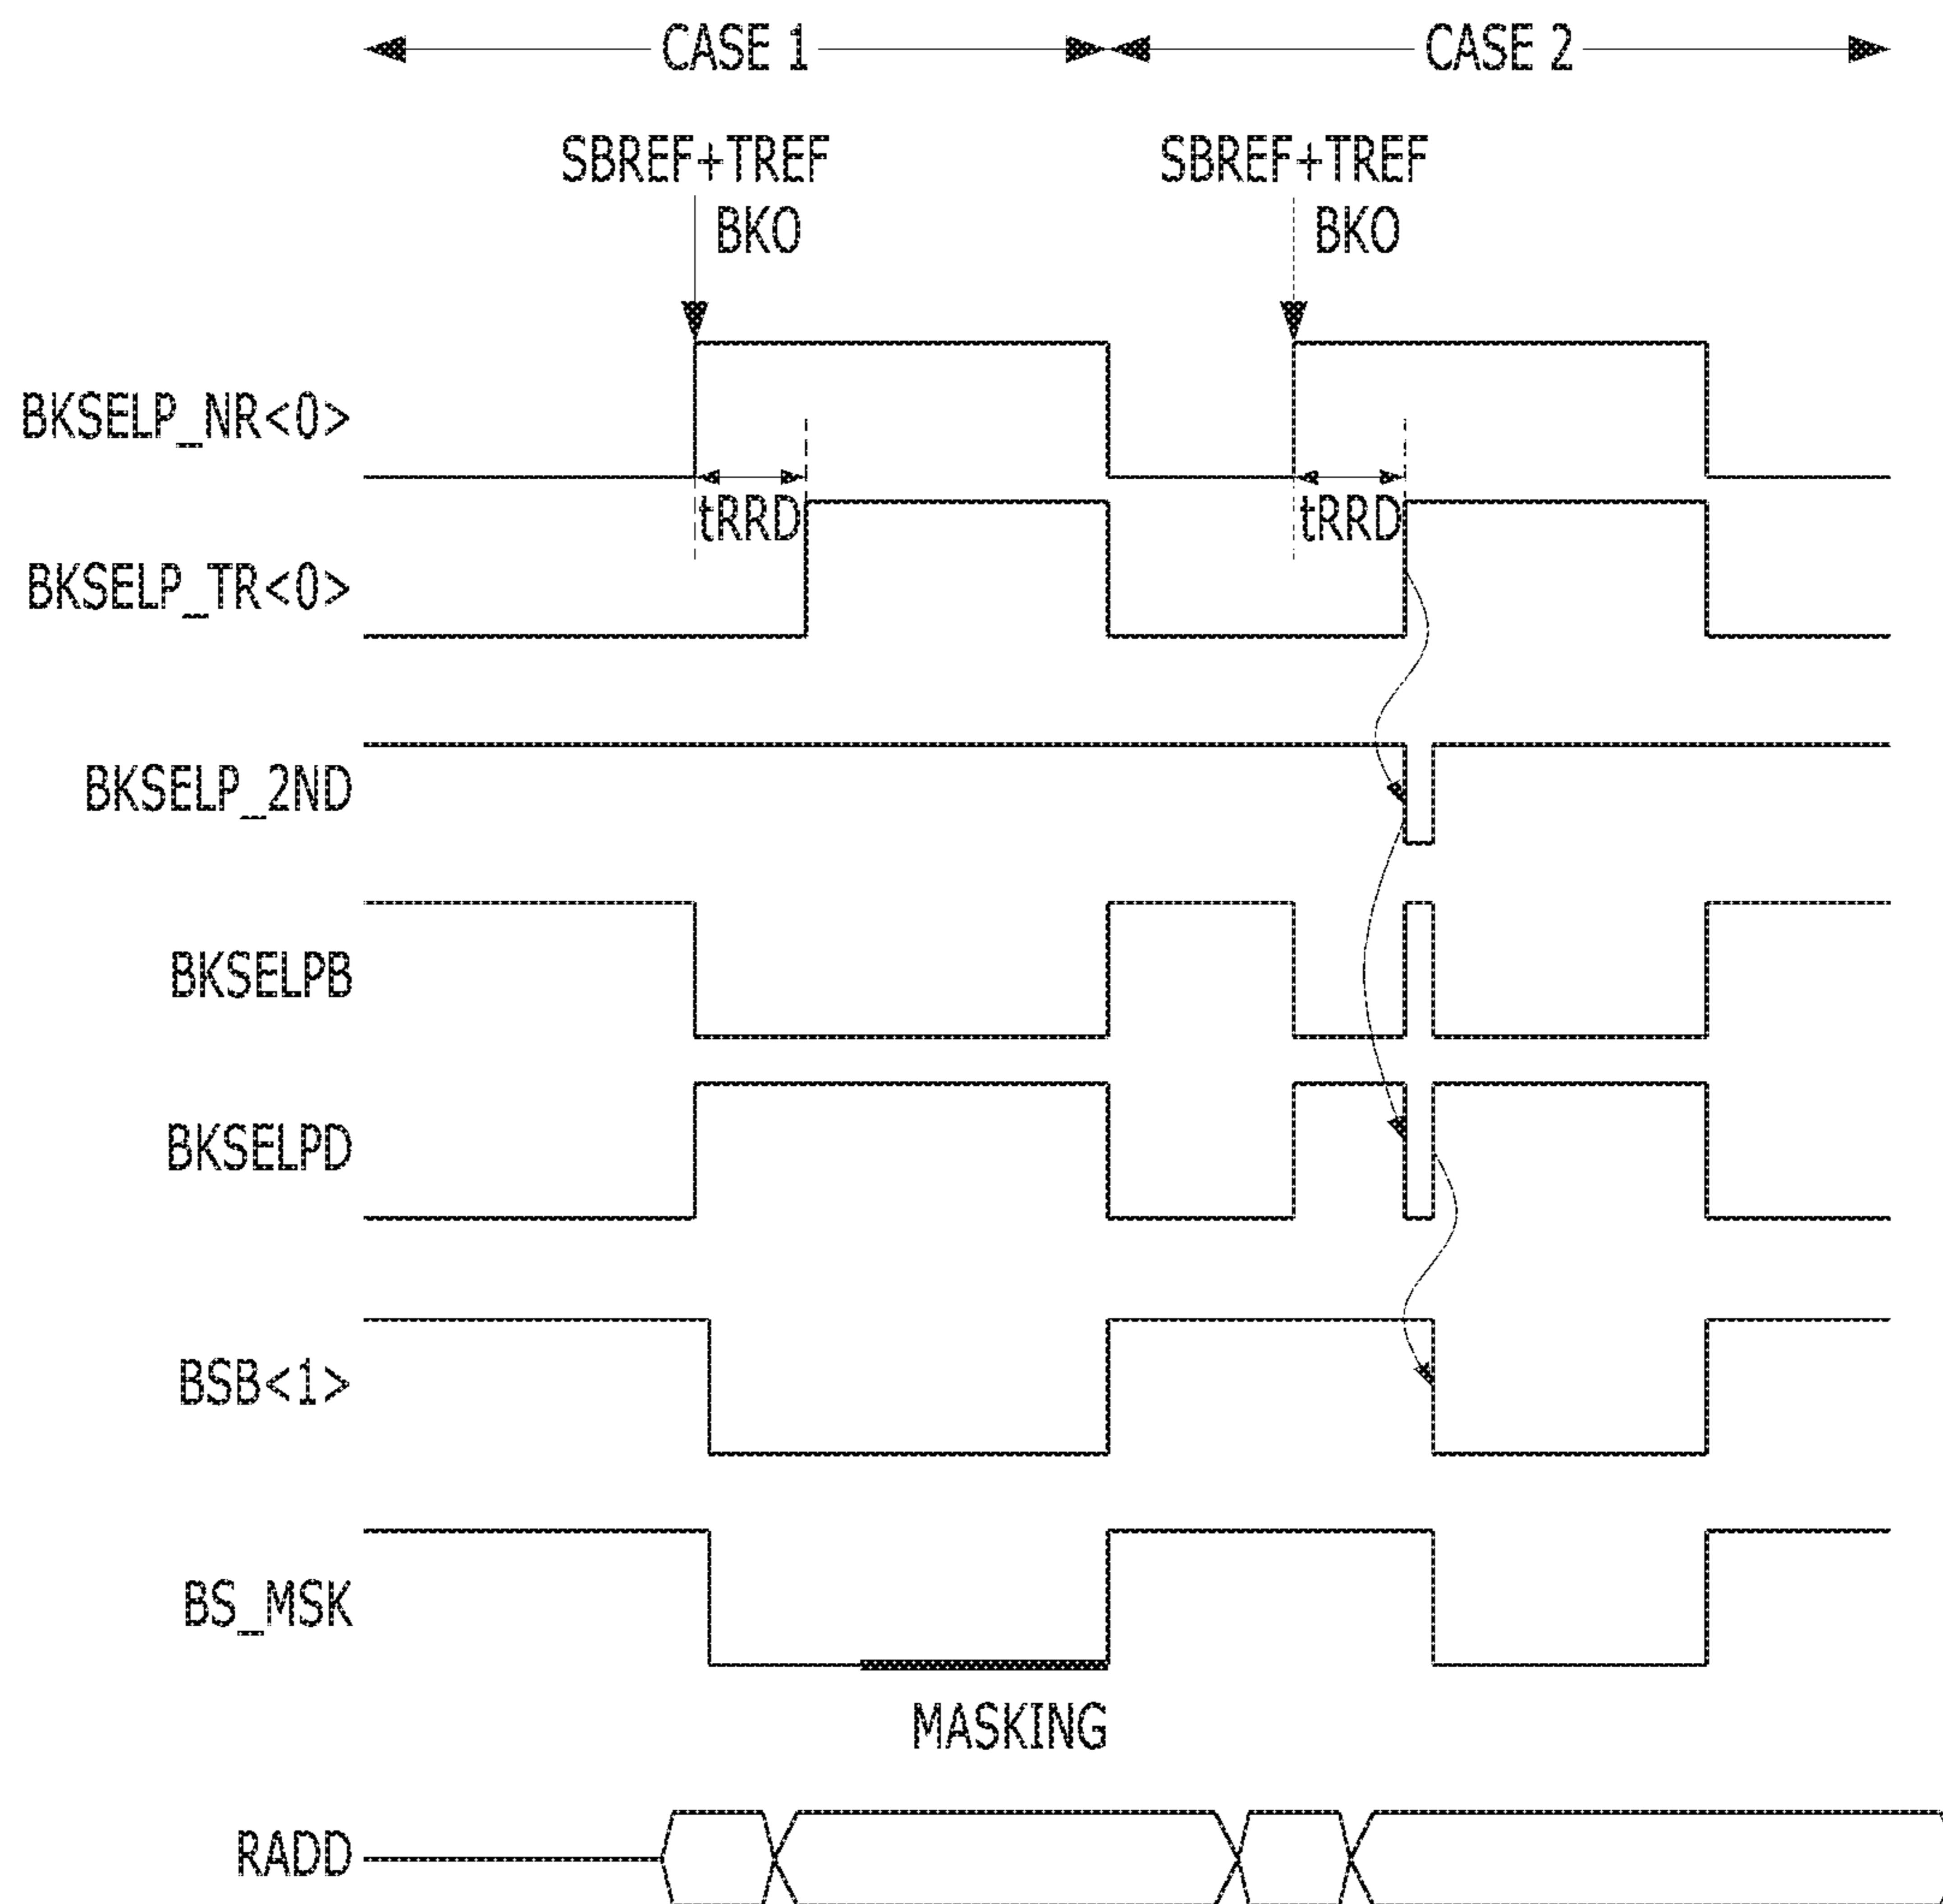 CASE 1 CASE 2
SBREF+TREF SBREF+TREF
BK0 BK0
BKSELP_NR<0>
tRRD tRRD
BKSELP_TR<0>
BKSELP_2ND
BKSELPB
BKSELPD
BSB<1>
BS_MSK
MASKING
RADD